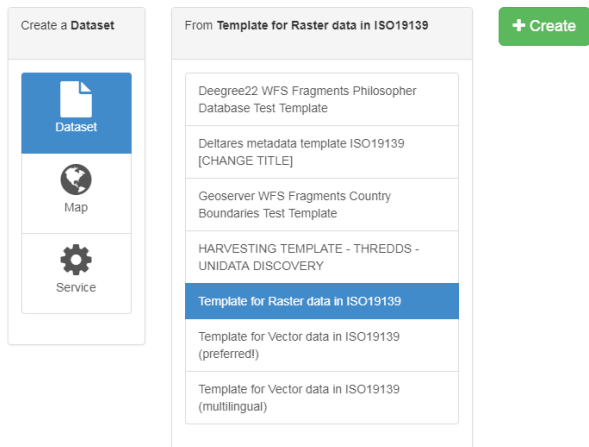 Create a Dataset
Dataset
Map
Service
From Template for Raster data in ISO19139
Deegree22 WFS Fragments Philosopher
Database Test Template
Deltares metadata template ISO19139
[CHANGE TITLE]
Geoserver WFS Fragments Country
Boundaries Test Template
HARVESTING TEMPLATE - THREDDS -
UNIDATA DISCOVERY
Template for Raster data in ISO19139
Template for Vector data in ISO19139
(preferred!)
Template for Vector data in ISO19139
(multilingual)
+ Create